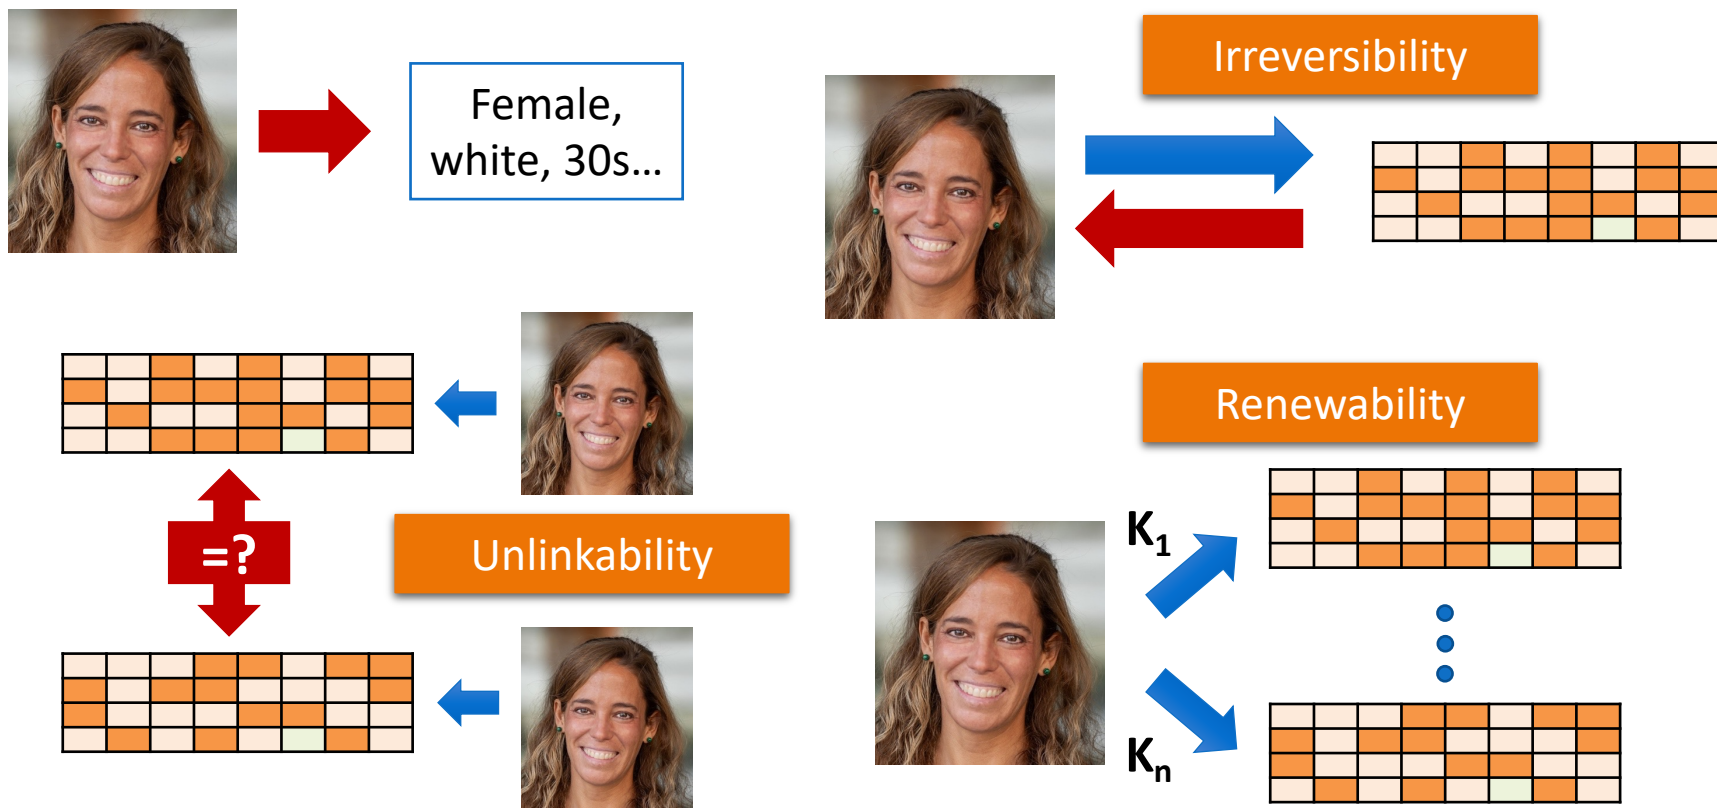 Female,
white, 30s...
Irreversibility
=?
Unlinkability
Renewability
K1
Kn